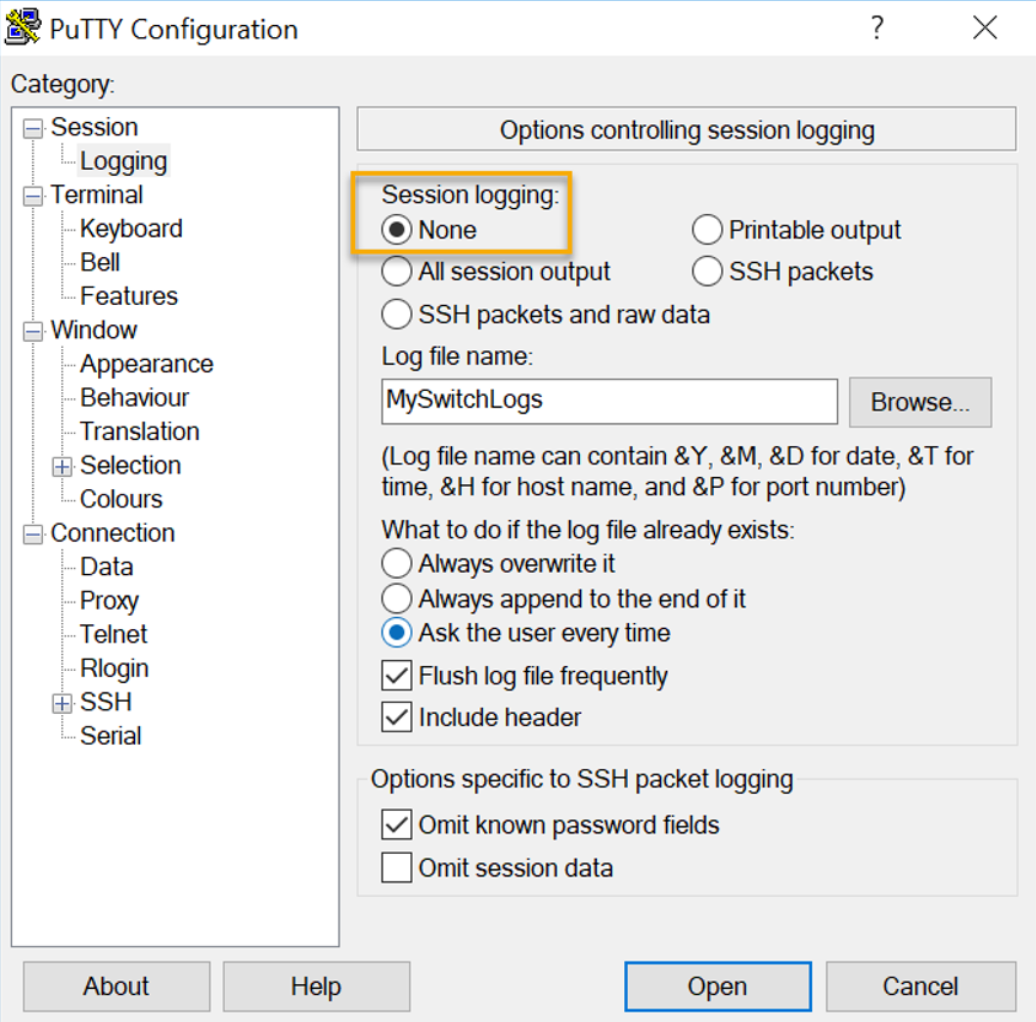 PuTTY Configuration
?
Category:
Session
Logging
Terminal
Keyboard
Bell
Features
Window
Appearance
Behaviour
Translation
Selection
Colours
Connection
Data
Proxy
Telnet
Rlogin
SSH
Serial
Options controlling session logging
Session logging:
None
Printable output
All session output
SSH packets
SSH packets and raw data
Log file name:
MySwitchLogs
Browse...
(Log file name can contain &Y, &M, &D for date, &T for
time, &H for host name, and &P for port number)
What to do if the log file already exists:
Always overwrite it
Always append to the end of it
Ask the user every time
Flush log file frequently
Include header
Options specific to SSH packet logging
Omit known password fields
Omit session data
About
Help
Open
Cancel